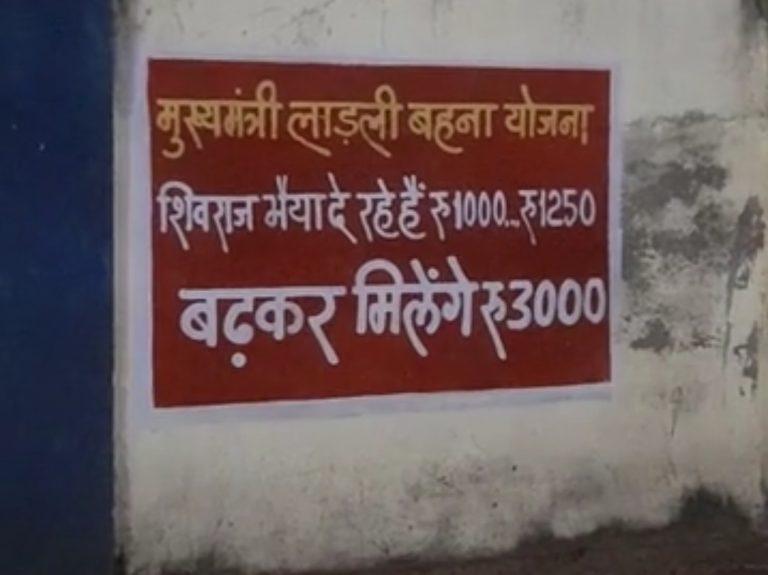 मुख्यमंत्री लाड़ली बहना योजना
शिवराज भैया दे रहे हैं रु1000...रु1250
बढ़कर मिलेंगे रु3000